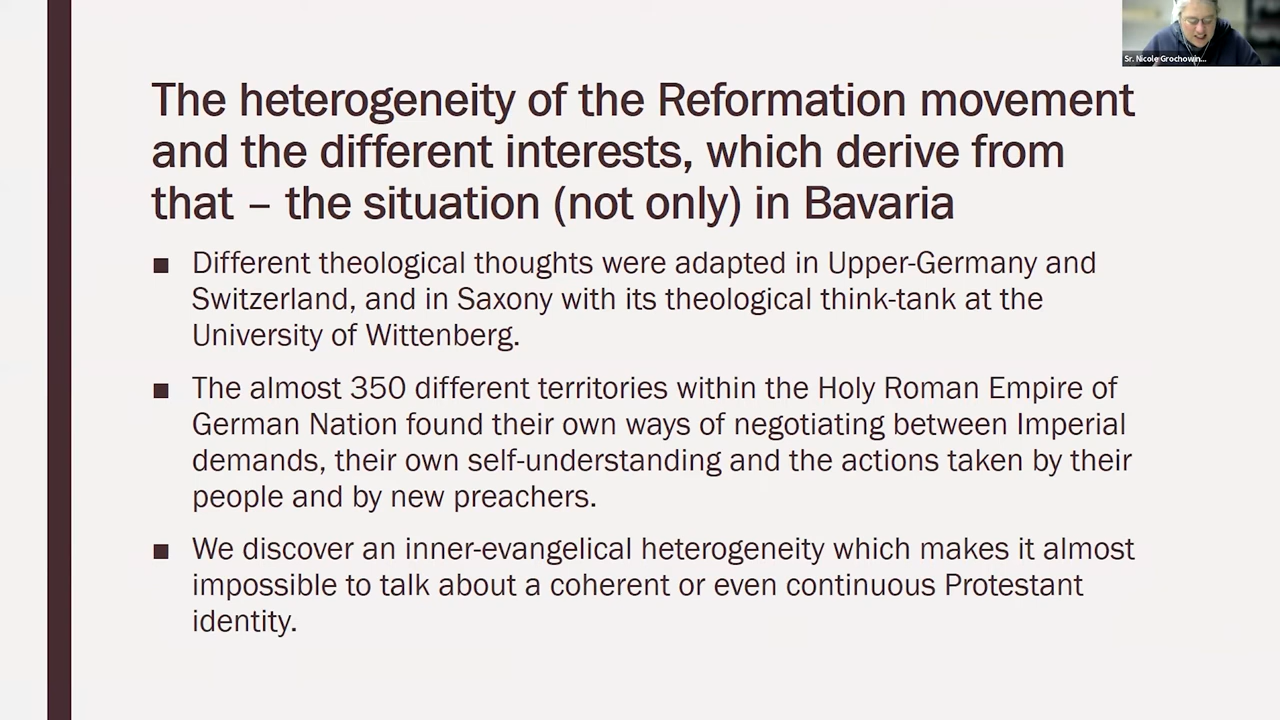 Sr. Nicole Grochowin...
The heterogeneity of the Reformation movement
and the different interests, which derive from
that – the situation (not only) in Bavaria
■ Different theological thoughts were adapted in Upper-Germany and
Switzerland, and in Saxony with its theological think-tank at the
University of Wittenberg.
■ The almost 350 different territories within the Holy Roman Empire of
German Nation found their own ways of negotiating between Imperial
demands, their own self-understanding and the actions taken by their
people and by new preachers.
■ We discover an inner-evangelical heterogeneity which makes it almost
impossible to talk about a coherent or even continuous Protestant
identity.